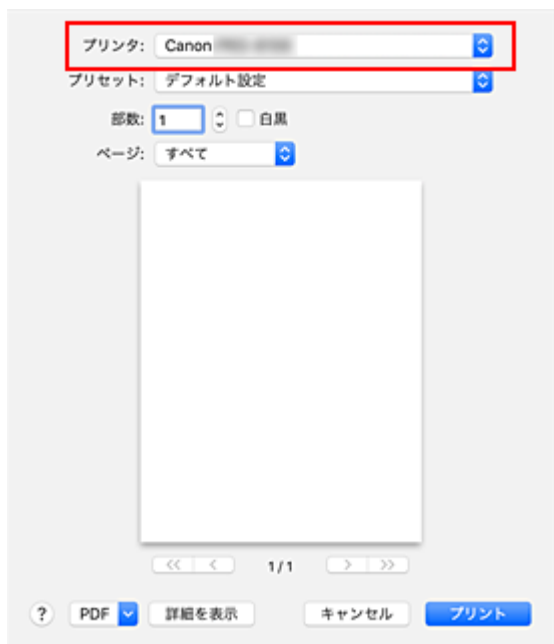 プリンタ: Canon
プリセット: デフォルト設定
部数: 1 白黒
ページ: すべて
<< < 1/1 > >>
? PDF 詳細を表示 キャンセル プリント